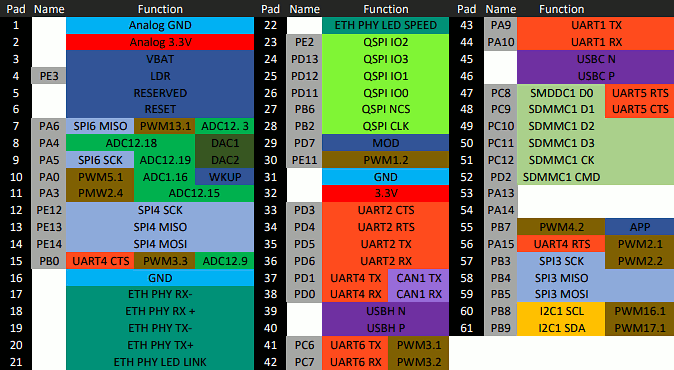 Pad Name Function
1 Analog GND
2 Analog 3.3V
3 VBAT
4 PE3 LDR
5 RESERVED
6 RESET
7 PA6 SPI6 MISO PWM13.1 ADC12. 3
8 PA4 ADC12.18 DAC1
9 PA5 SPI6 SCK ADC12.19 DAC2
10 PA0 PWM5.1 ADC1.16 WKUP
11 PA3 PMW2.4 ADC12.15
12 PE12 SPI4 SCK
13 PE13 SPI4 MISO
14 PE14 SPI4 MOSI
15 PB0 UART4 CTS PWM3.3 ADC12.9
16 GND
17 ETH PHY RX-
18 ETH PHY RX +
19 ETH PHY TX-
20 ETH PHY TX+
21 ETH PHY LED LINK
Pad Name Function
22 ETH PHY LED SPEED
23 PE2 QSPI IO2
24 PD13 QSPI IO3
25 PD12 QSPI IO1
26 PD11 QSPI IO0
27 PB6 QSPI NCS
28 PB2 QSPI CLK
29 PD7 MOD
30 PE11 PWM1.2
31 GND
32 3.3V
33 PD3 UART2 CTS
34 PD4 UART2 RTS
35 PD5 UART2 TX
36 PD6 UART2 RX
37 PD1 UART4 TX CAN1 TX
38 PD0 UART4 RX CAN1 RX
39 USBH N
40 USBH P
41 PC6 UART6 TX PWM3.1
42 PC7 UART6 RX PWM3.2
Pad Name Function
43 PA9 UART1 TX
44 PA10 UART1 RX
45 USBC N
46 USBC P
47 PC8 SMDDC1 D0 UART5 RTS
48 PC9 SDMMC1 D1 UART5 CTS
49 PC10 SDMMC1 D2
50 PC11 SDMMC1 D3
51 PC12 SDMMC1 CK
52 PD2 SDMMC1 CMD
53 PA13
54 PA14
55 PB7 PWM4.2 APP
56 PA15 UART4 RTS PWM2.1
57 PB3 SPI3 SCK PWM2.2
58 PB4 SPI3 MISO
59 PB5 SPI3 MOSI
60 PB8 I2C1 SCL PWM16.1
61 PB9 I2C1 SDA PWM17.1